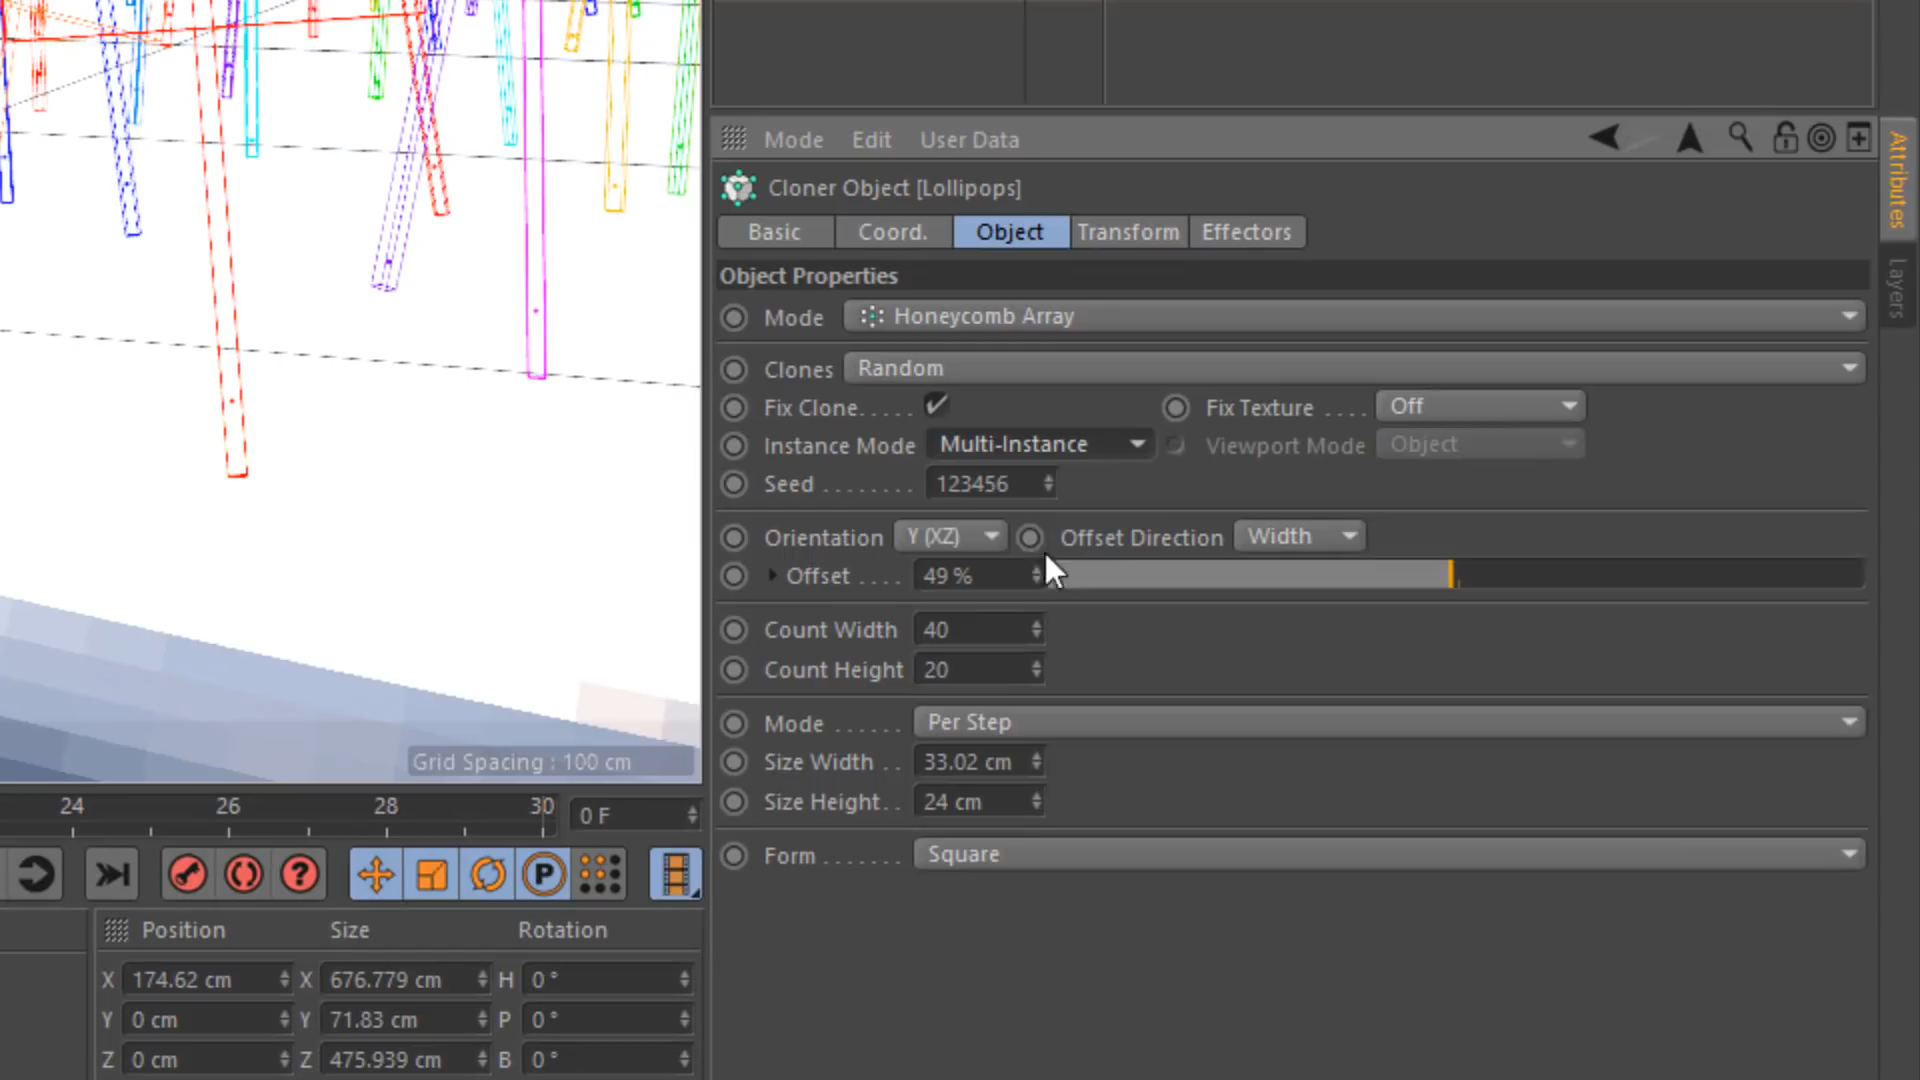 Mode Edit User Data
Attributes
Layers
Cloner Object [Lollipops]
Basic Coord. Object Transform Effectors
Object Properties
Mode Honeycomb Array
Clones Random
Fix Clone..... Fix Texture .... Off
Instance Mode Multi-Instance Viewport Mode Object
Seed ........ 123456
Orientation Y (XZ) Offset Direction Width
Offset .... 49 %
Count Width 40
Count Height 20
Mode ...... Per Step
Size Width .. 33.02 cm
Size Height.. 24 cm
Form ....... Square
Grid Spacing : 100 cm
24 26 28 30 0 F
P
Position Size Rotation
X 174.62 cm X 676.779 cm H 0 °
Y 0 cm Y 71.83 cm P 0 °
Z 0 cm Z 475.939 cm B 0 °